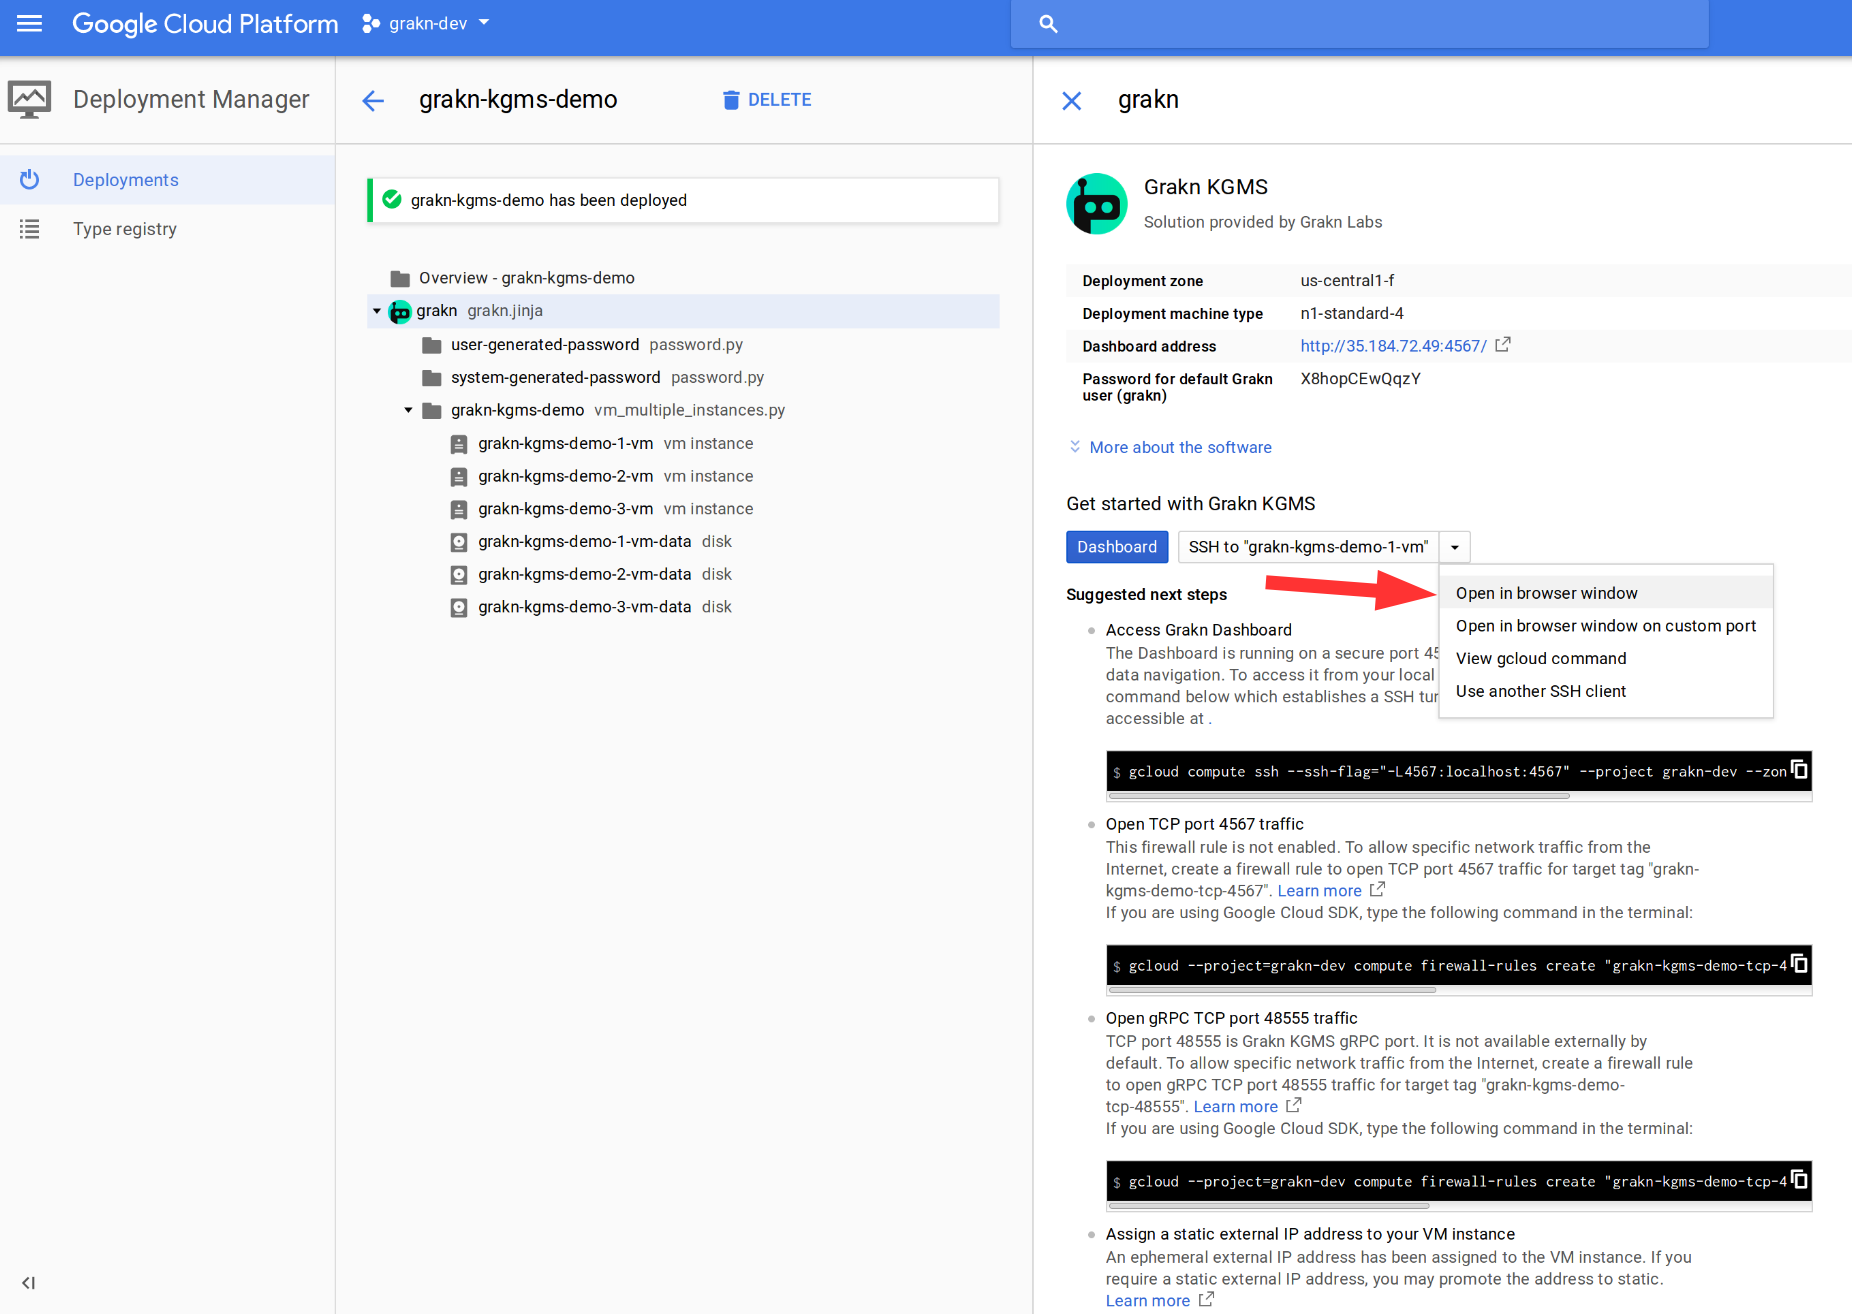 Google Cloud Platform
grakn-dev
Deployment Manager
grakn-kgms-demo
DELETE
grakn
Deployments
Type registry
grakn-kgms-demo has been deployed
Overview - grakn-kgms-demo
grakn grakn.jinja
user-generated-password password.py
system-generated-password password.py
grakn-kgms-demo vm_multiple_instances.py
grakn-kgms-demo-1-vm vm instance
grakn-kgms-demo-2-vm vm instance
grakn-kgms-demo-3-vm vm instance
grakn-kgms-demo-1-vm-data disk
grakn-kgms-demo-2-vm-data disk
grakn-kgms-demo-3-vm-data disk
Grakn KGMS
Solution provided by Grakn Labs
Deployment zone us-central1-f
Deployment machine type n1-standard-4
Dashboard address http://35.184.72.49:4567/
Password for default Grakn X8hopCEwQqzY
user (grakn)
More about the software
Get started with Grakn KGMS
Dashboard SSH to "grakn-kgms-demo-1-vm"
Open in browser window
Open in browser window on custom port
View gcloud command
Use another SSH client
Suggested next steps
Access Grakn Dashboard
The Dashboard is running on a secure port 45
data navigation. To access it from your local
command below which establishes a SSH tur
accessible at .
$ gcloud compute ssh --ssh-flag="-L4567:localhost:4567" --project grakn-dev --zon
Open TCP port 4567 traffic
This firewall rule is not enabled. To allow specific network traffic from the
Internet, create a firewall rule to open TCP port 4567 traffic for target tag "grakn-
kgms-demo-tcp-4567". Learn more
If you are using Google Cloud SDK, type the following command in the terminal:
$ gcloud --project=grakn-dev compute firewall-rules create "grakn-kgms-demo-tcp-4
Open gRPC TCP port 48555 traffic
TCP port 48555 is Grakn KGMS gRPC port. It is not available externally by
default. To allow specific network traffic from the Internet, create a firewall rule
to open gRPC TCP port 48555 traffic for target tag "grakn-kgms-demo-
tcp-48555". Learn more
If you are using Google Cloud SDK, type the following command in the terminal:
$ gcloud --project=grakn-dev compute firewall-rules create "grakn-kgms-demo-tcp-4
Assign a static external IP address to your VM instance
An ephemeral external IP address has been assigned to the VM instance. If you
require a static external IP address, you may promote the address to static.
Learn more